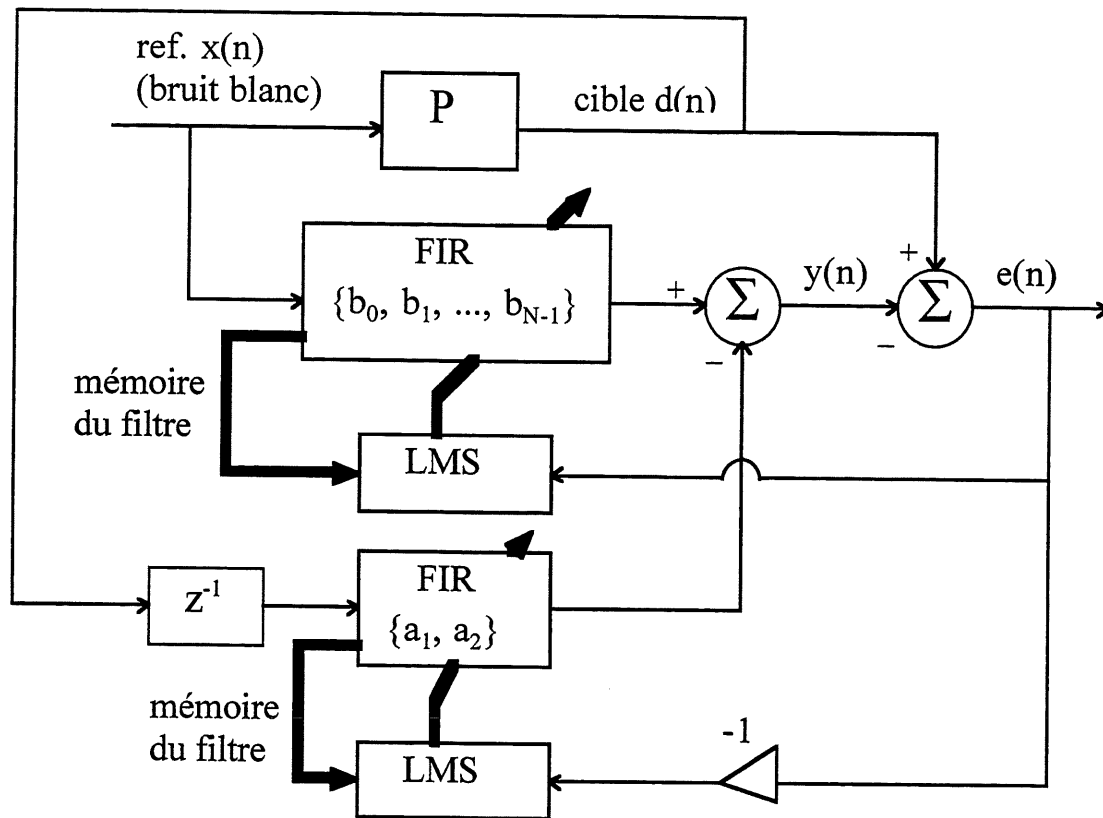 ref. x(n)
(bruit blanc)
P
cible d(n)
FIR
{b₀, b₁, ..., b_{N-1}}
+
Σ
−
y(n)
+
Σ
−
e(n)
mémoire
du filtre
LMS
z⁻¹
FIR
{a₁, a₂}
mémoire
du filtre
LMS
-1